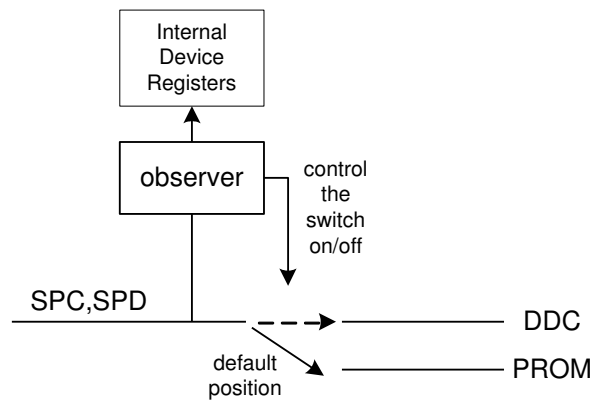 Internal
Device
Registers
observer
control
the
switch
on/off
SPC,SPD
DDC
default
position
PROM